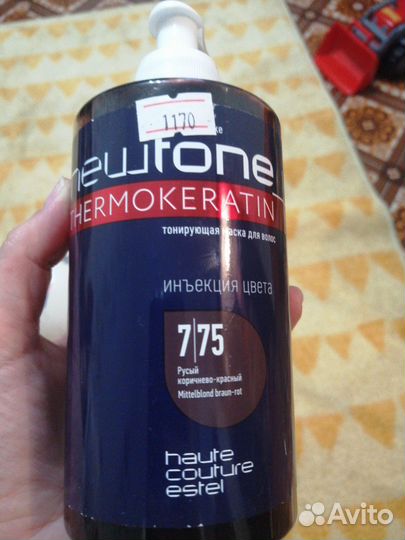 1170
newtone
THERMOKERATIN
тонирующая маска для волос
инъекция цвета
7|75
Русый
коричнево-красный
Mittelblond braun-rot
haute
couture
estel
Avito